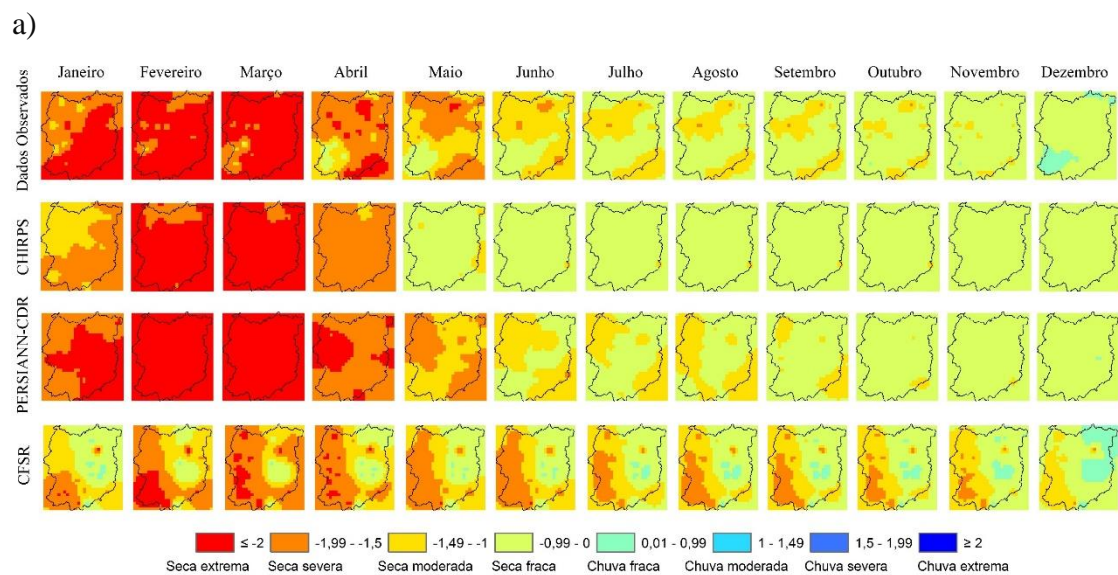 a)
Janeiro Fevereiro Março Abril Maio Junho Julho Agosto Setembro Outubro Novembro Dezembro
Dados Observados
CHIRPS
PERSIANN-CDR
CFSR
≤ -2 -1,99 - -1,5 -1,49 - -1 -0,99 - 0 0,01 - 0,99 1 - 1,49 1,5 - 1,99 ≥ 2
Seca extrema Seca severa Seca moderada Seca fraca Chuva fraca Chuva moderada Chuva severa Chuva extrema